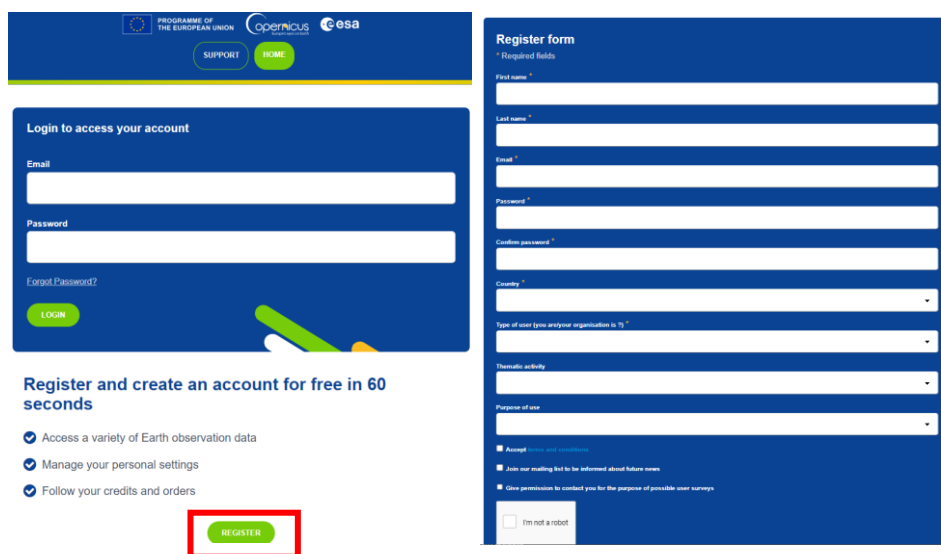 PROGRAMME OF
THE EUROPEAN UNION
opernicus
esa
SUPPORT
HOME
Login to access your account
Email
Password
Forgot Password?
LOGIN
Register and create an account for free in 60
seconds
Access a variety of Earth observation data
Manage your personal settings
Follow your credits and orders
REGISTER
Register form
* Required fields
First name *
Last name *
Email *
Password *
Confirm password *
Country *
Type of user (you are/your organisation is ?) *
Thematic activity
Purpose of use
Accept terms and conditions
Join our mailing list to be informed about future news
Give permission to contact you for the purpose of possible user surveys
I'm not a robot